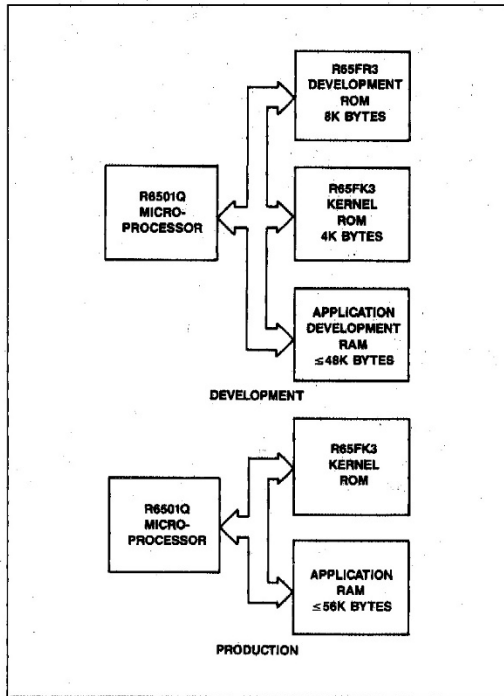 R65FR3
DEVELOPMENT
ROM
8K BYTES
R6501Q
MICRO-
PROCESSOR
R65FK3
KERNEL
ROM
4K BYTES
APPLICATION
DEVELOPMENT
RAM
≤48K BYTES
DEVELOPMENT
R65FK3
KERNEL
ROM
R6501Q
MICRO-
PROCESSOR
APPLICATION
RAM
≤56K BYTES
PRODUCTION